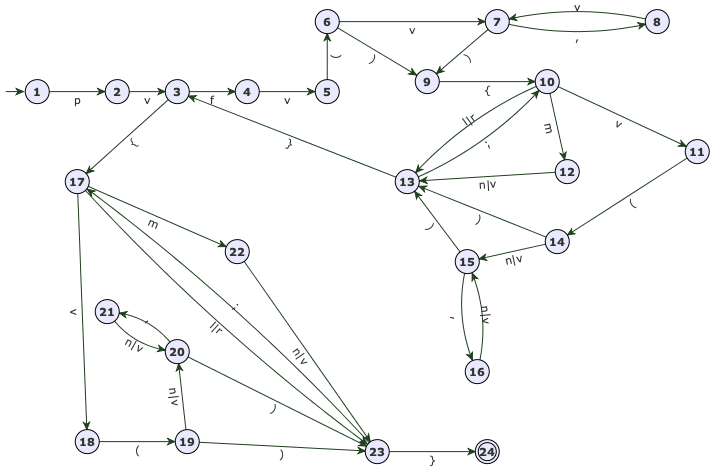 6 v 7 v 8
,
( ) )
1 p 2 v 3 f 4 v 5 9 { 10
l|r m v
{ } ; 11
17 13 n|v 12
m ) ) (
22 15 n|v 14
v 21 , ; l|r n|v , n|v
n|v 20 16
n|v )
18 ( 19 ) 23 } 24